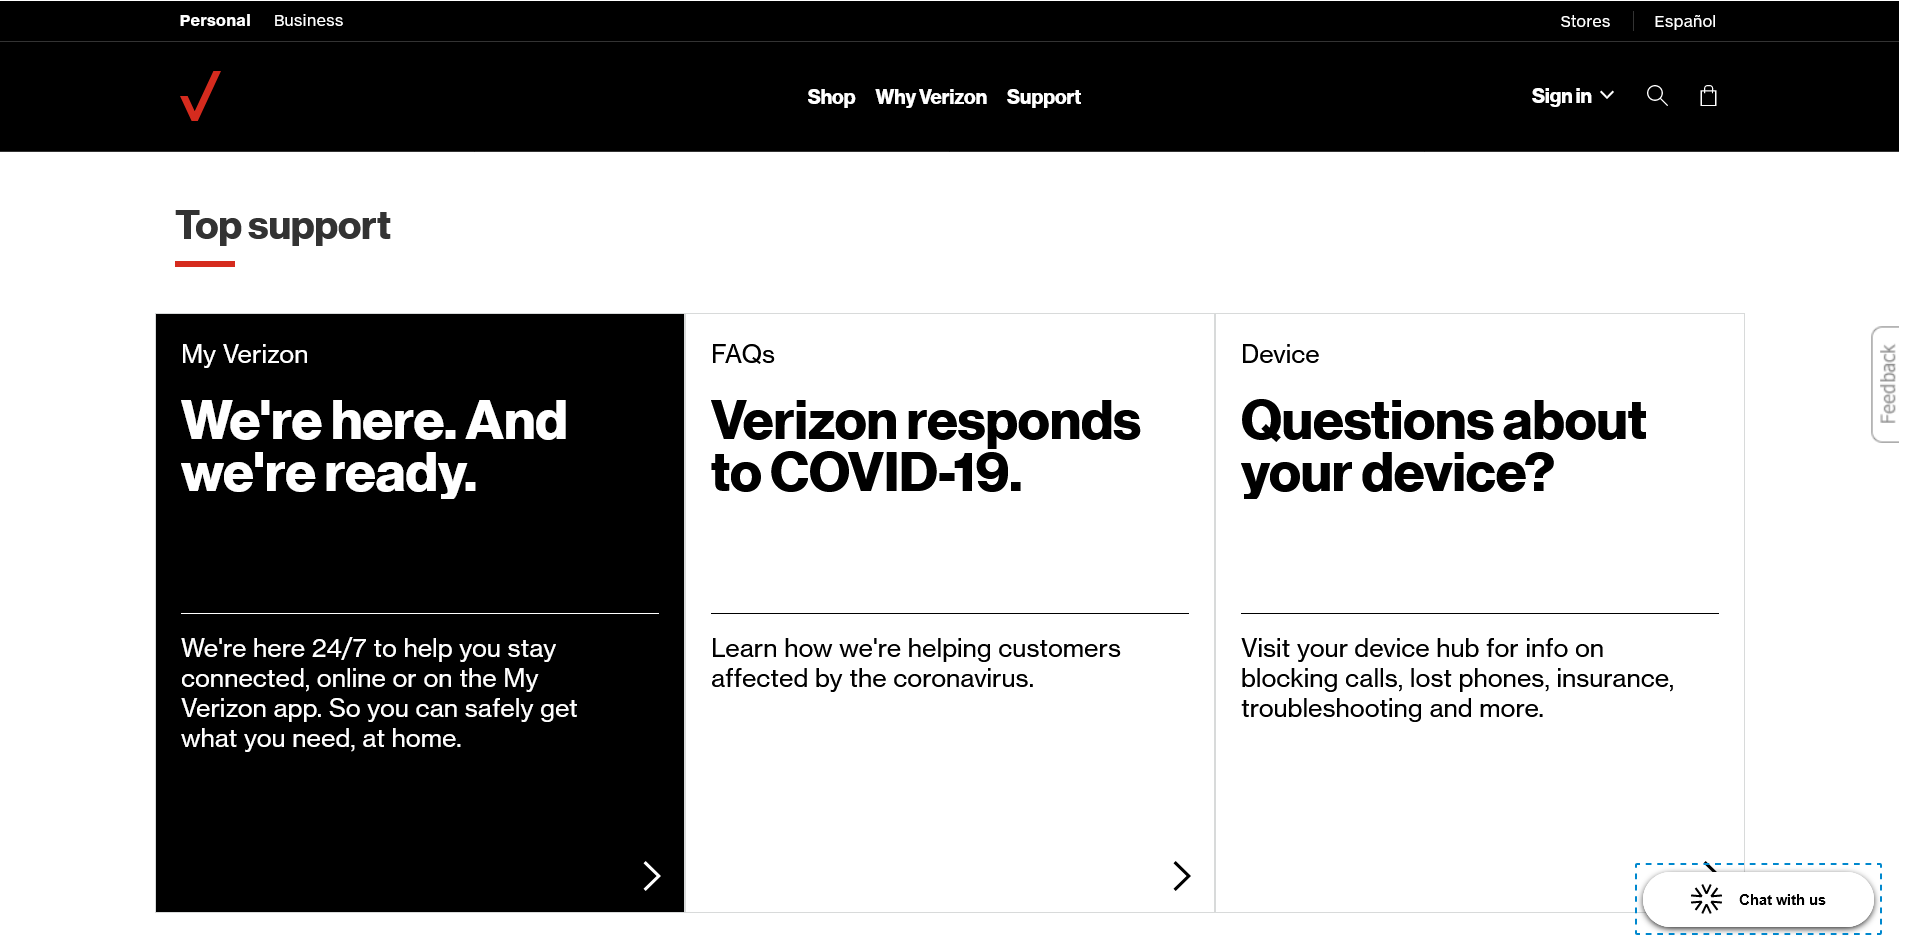 Personal Business
Stores Español
Shop Why Verizon Support
Sign in
Top support
My Verizon
We're here. And
we're ready.
We're here 24/7 to help you stay
connected, online or on the My
Verizon app. So you can safely get
what you need, at home.
FAQs
Verizon responds
to COVID-19.
Learn how we're helping customers
affected by the coronavirus.
Device
Questions about
your device?
Visit your device hub for info on
blocking calls, lost phones, insurance,
troubleshooting and more.
Feedback
Chat with us